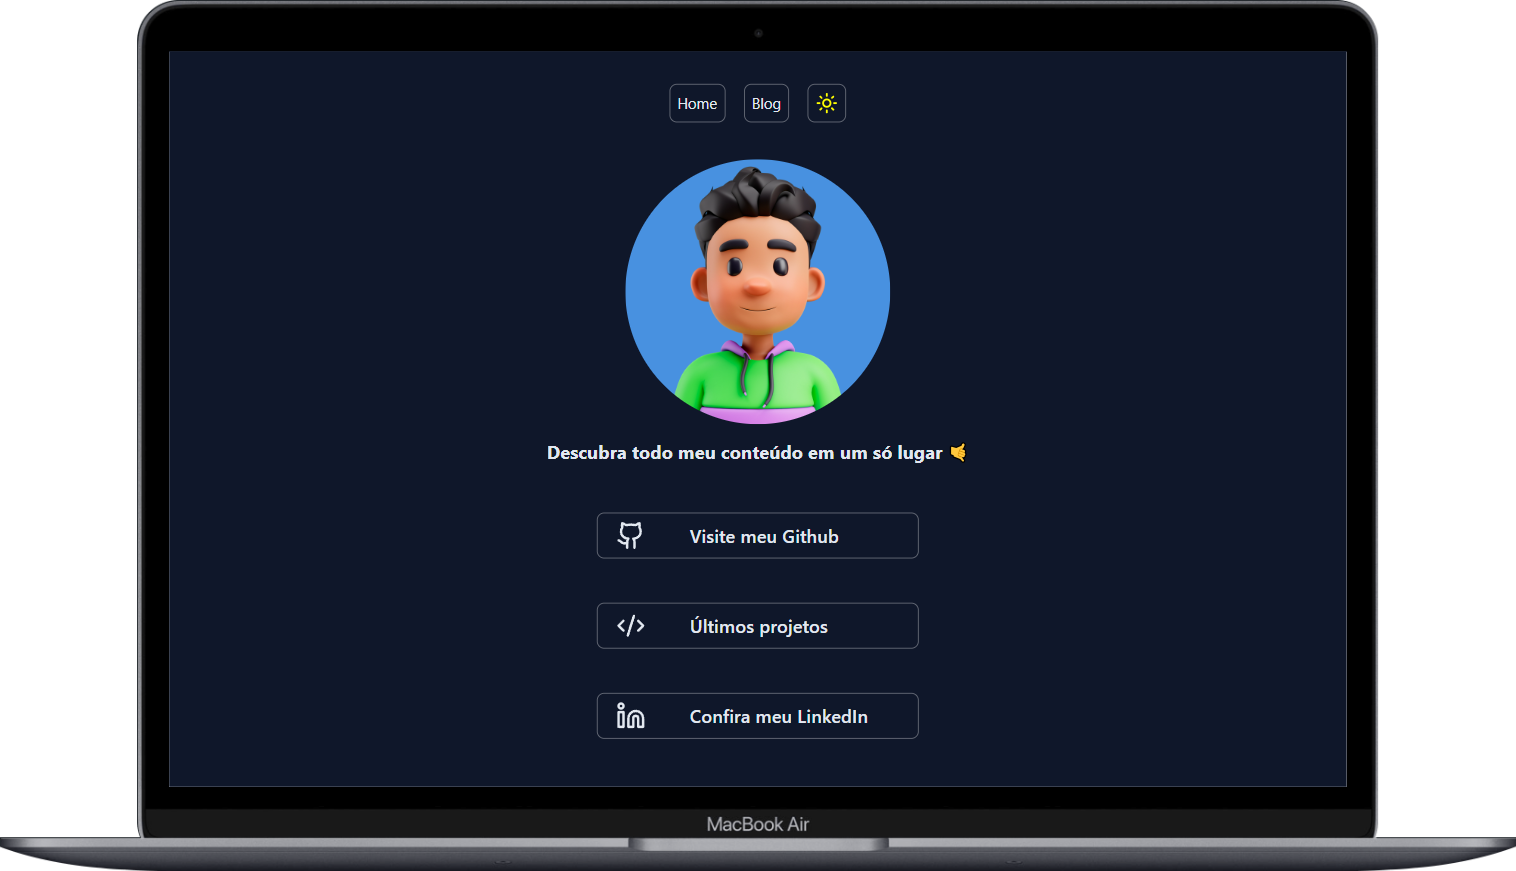 Home
Blog
Descubra todo meu conteúdo em um só lugar 🤙
Visite meu Github
Últimos projetos
Confira meu LinkedIn
MacBook Air